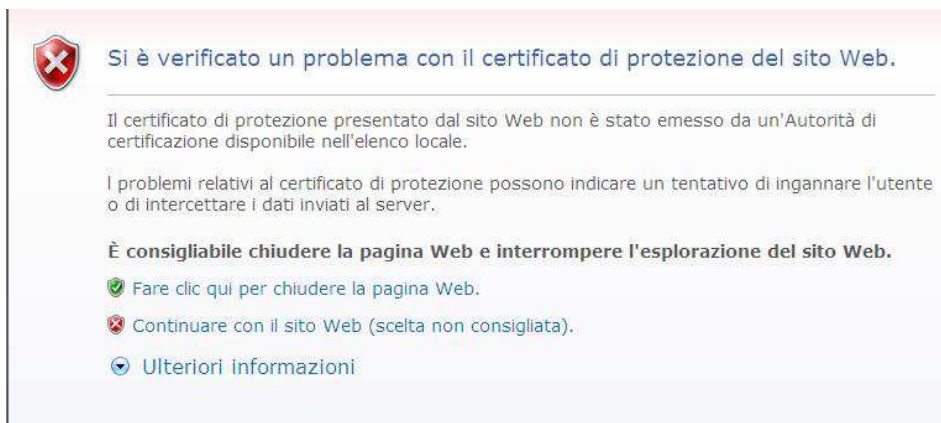 Si è verificato un problema con il certificato di protezione del sito Web.
Il certificato di protezione presentato dal sito Web non è stato emesso da un'Autorità di
certificazione disponibile nell'elenco locale.
I problemi relativi al certificato di protezione possono indicare un tentativo di ingannare l'utente
o di intercettare i dati inviati al server.
È consigliabile chiudere la pagina Web e interrompere l'esplorazione del sito Web.
Fare clic qui per chiudere la pagina Web.
Continuare con il sito Web (scelta non consigliata).
Ulteriori informazioni